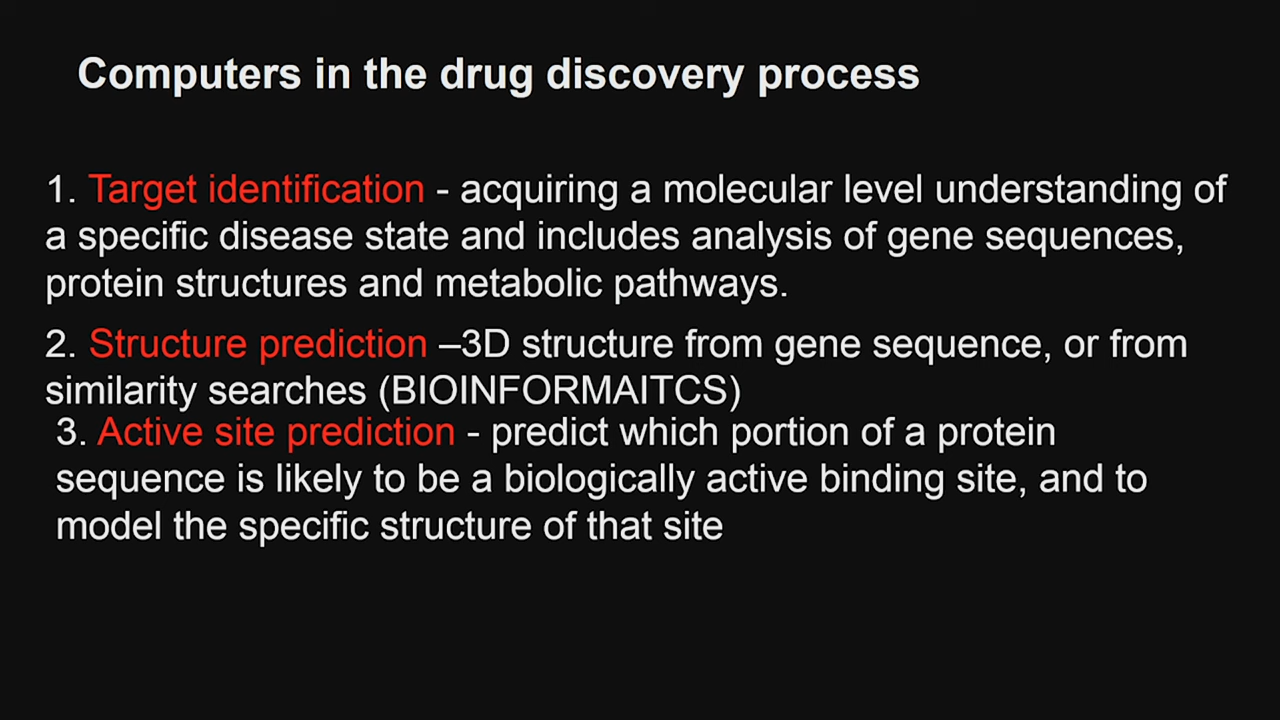 Computers in the drug discovery process
1. Target identification - acquiring a molecular level understanding of
a specific disease state and includes analysis of gene sequences,
protein structures and metabolic pathways.
2. Structure prediction –3D structure from gene sequence, or from
similarity searches (BIOINFORMAITCS)
3. Active site prediction - predict which portion of a protein
sequence is likely to be a biologically active binding site, and to
model the specific structure of that site